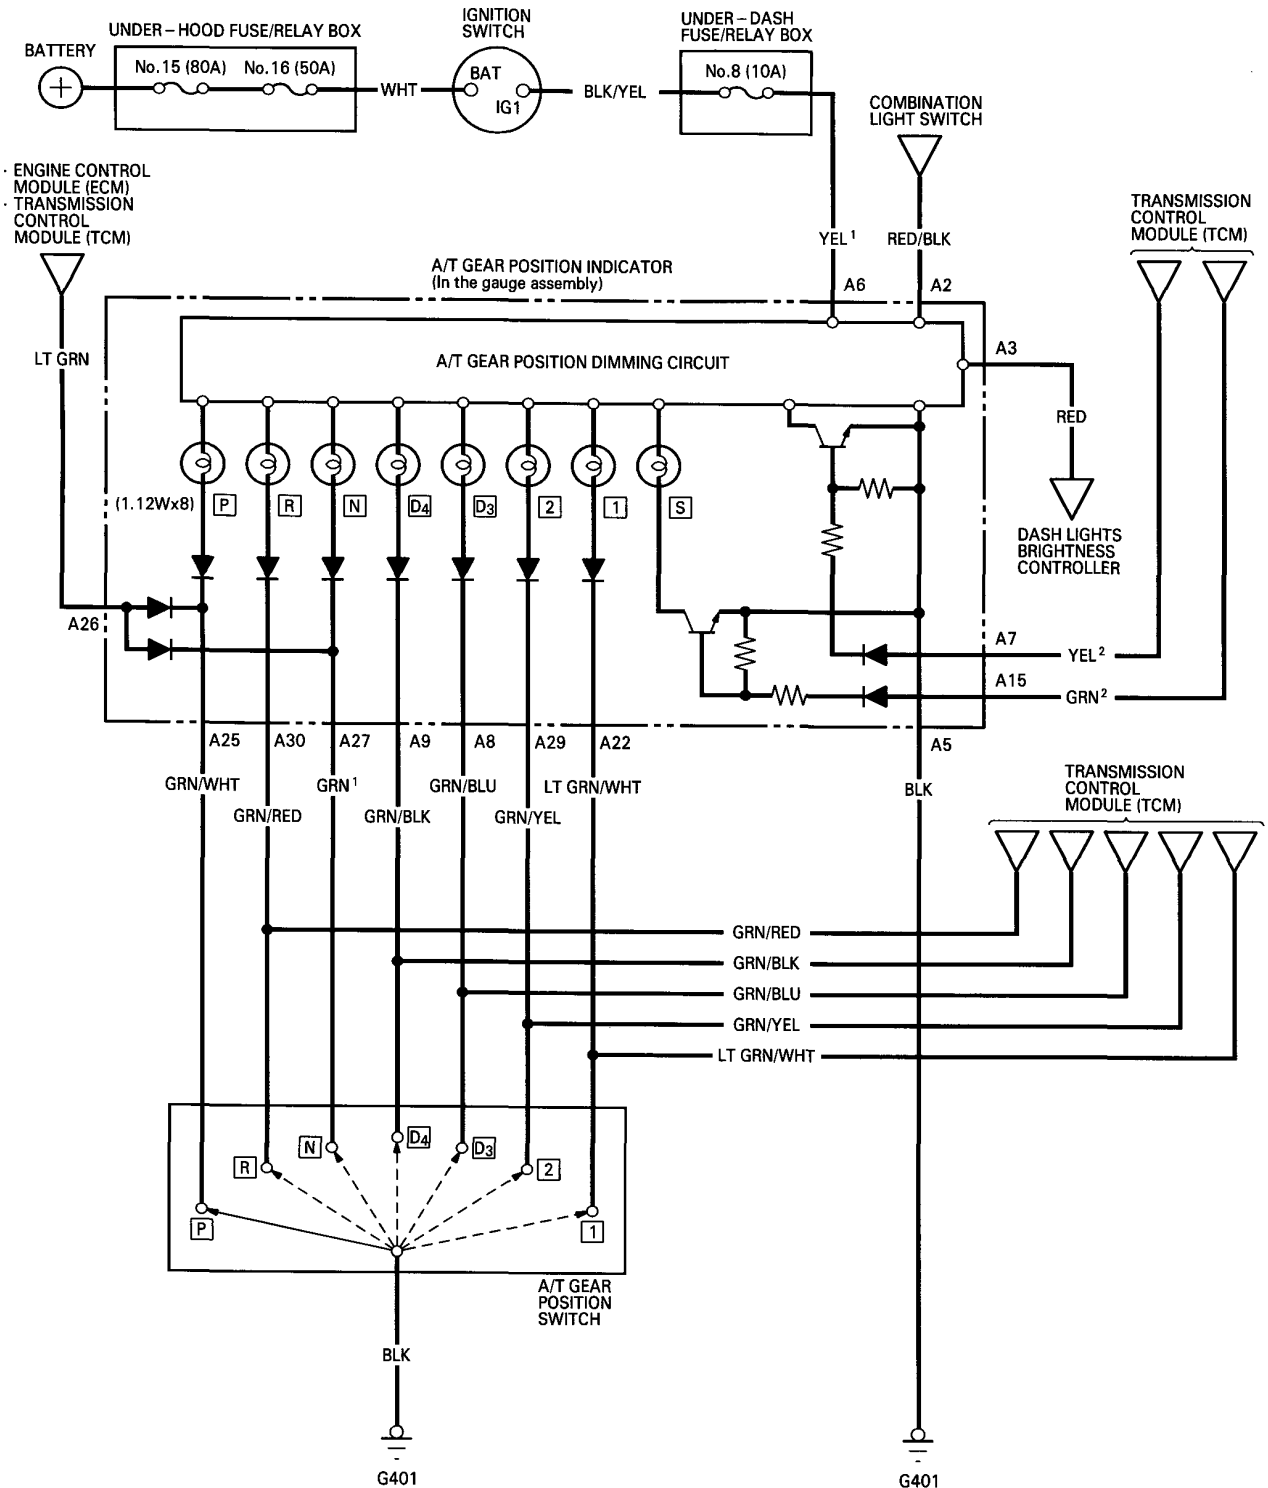 BATTERY
UNDER-HOOD FUSE/RELAY BOX
No.15 (80A) No.16 (50A)
WHT
IGNITION
SWITCH
BAT
IG1
BLK/YEL
UNDER-DASH
FUSE/RELAY BOX
No.8 (10A)
COMBINATION
LIGHT SWITCH
· ENGINE CONTROL
MODULE (ECM)
· TRANSMISSION
CONTROL
MODULE (TCM)
TRANSMISSION
CONTROL
MODULE (TCM)
YEL¹
RED/BLK
A/T GEAR POSITION INDICATOR
(In the gauge assembly)
A6
A2
LT GRN
A/T GEAR POSITION DIMMING CIRCUIT
A3
RED
(1.12Wx8)
P
R
N
D4
D3
2
1
S
DASH LIGHTS
BRIGHTNESS
CONTROLLER
A26
A7
YEL²
A15
GRN²
A25
A30
A27
A9
A8
A29
A22
A5
GRN/WHT
GRN/RED
GRN¹
GRN/BLK
GRN/BLU
GRN/YEL
LT GRN/WHT
BLK
TRANSMISSION
CONTROL
MODULE (TCM)
GRN/RED
GRN/BLK
GRN/BLU
GRN/YEL
LT GRN/WHT
P
R
N
D4
D3
2
1
A/T GEAR
POSITION
SWITCH
BLK
G401
G401